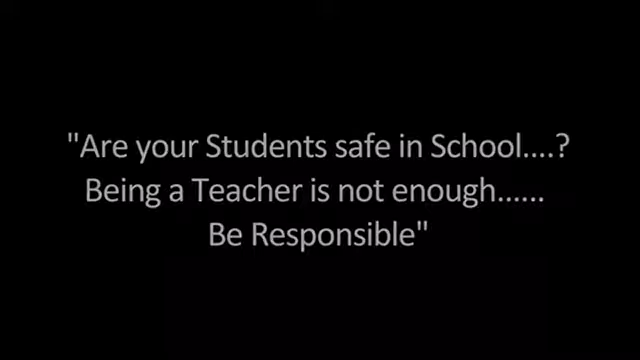 "Are your Students safe in School....?
Being a Teacher is not enough......
Be Responsible"